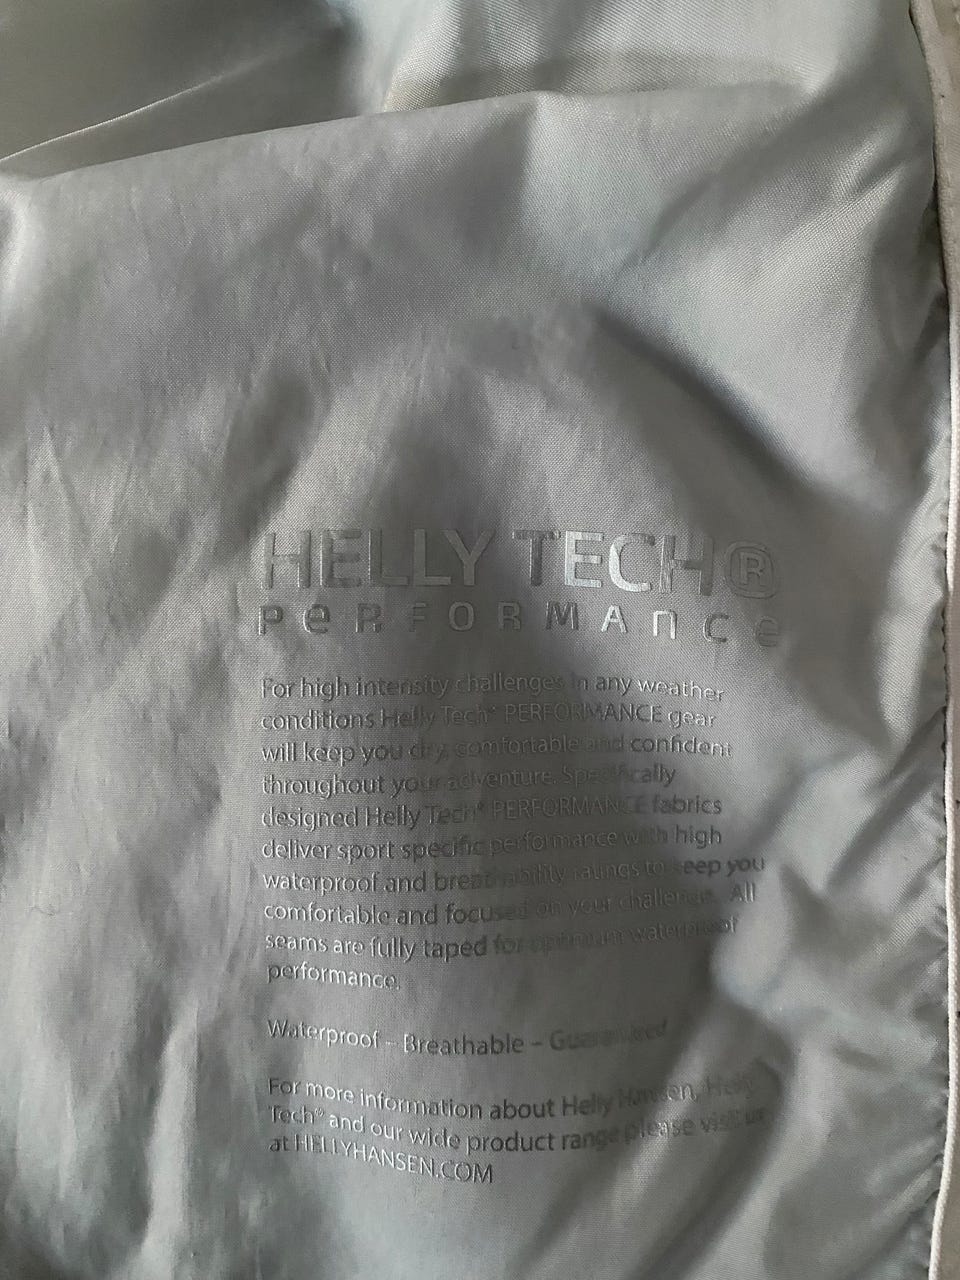 HELLY TECH®
PeRFORMAnce
For high intensity challenges in any weather
conditions Helly Tech® PERFORMANCE gear
will keep you dry, comfortable and confident
throughout your adventure. Specifically
designed Helly Tech® PERFORMANCE fabrics
deliver sport specific performance with high
waterproof and breathability ratings to keep you
comfortable and focused on your challenge. All
seams are fully taped for optimum waterproof
performance.
Waterproof – Breathable – Guaranteed
For more information about Helly Hansen, Helly
Tech® and our wide product range please visit us
at HELLYHANSEN.COM